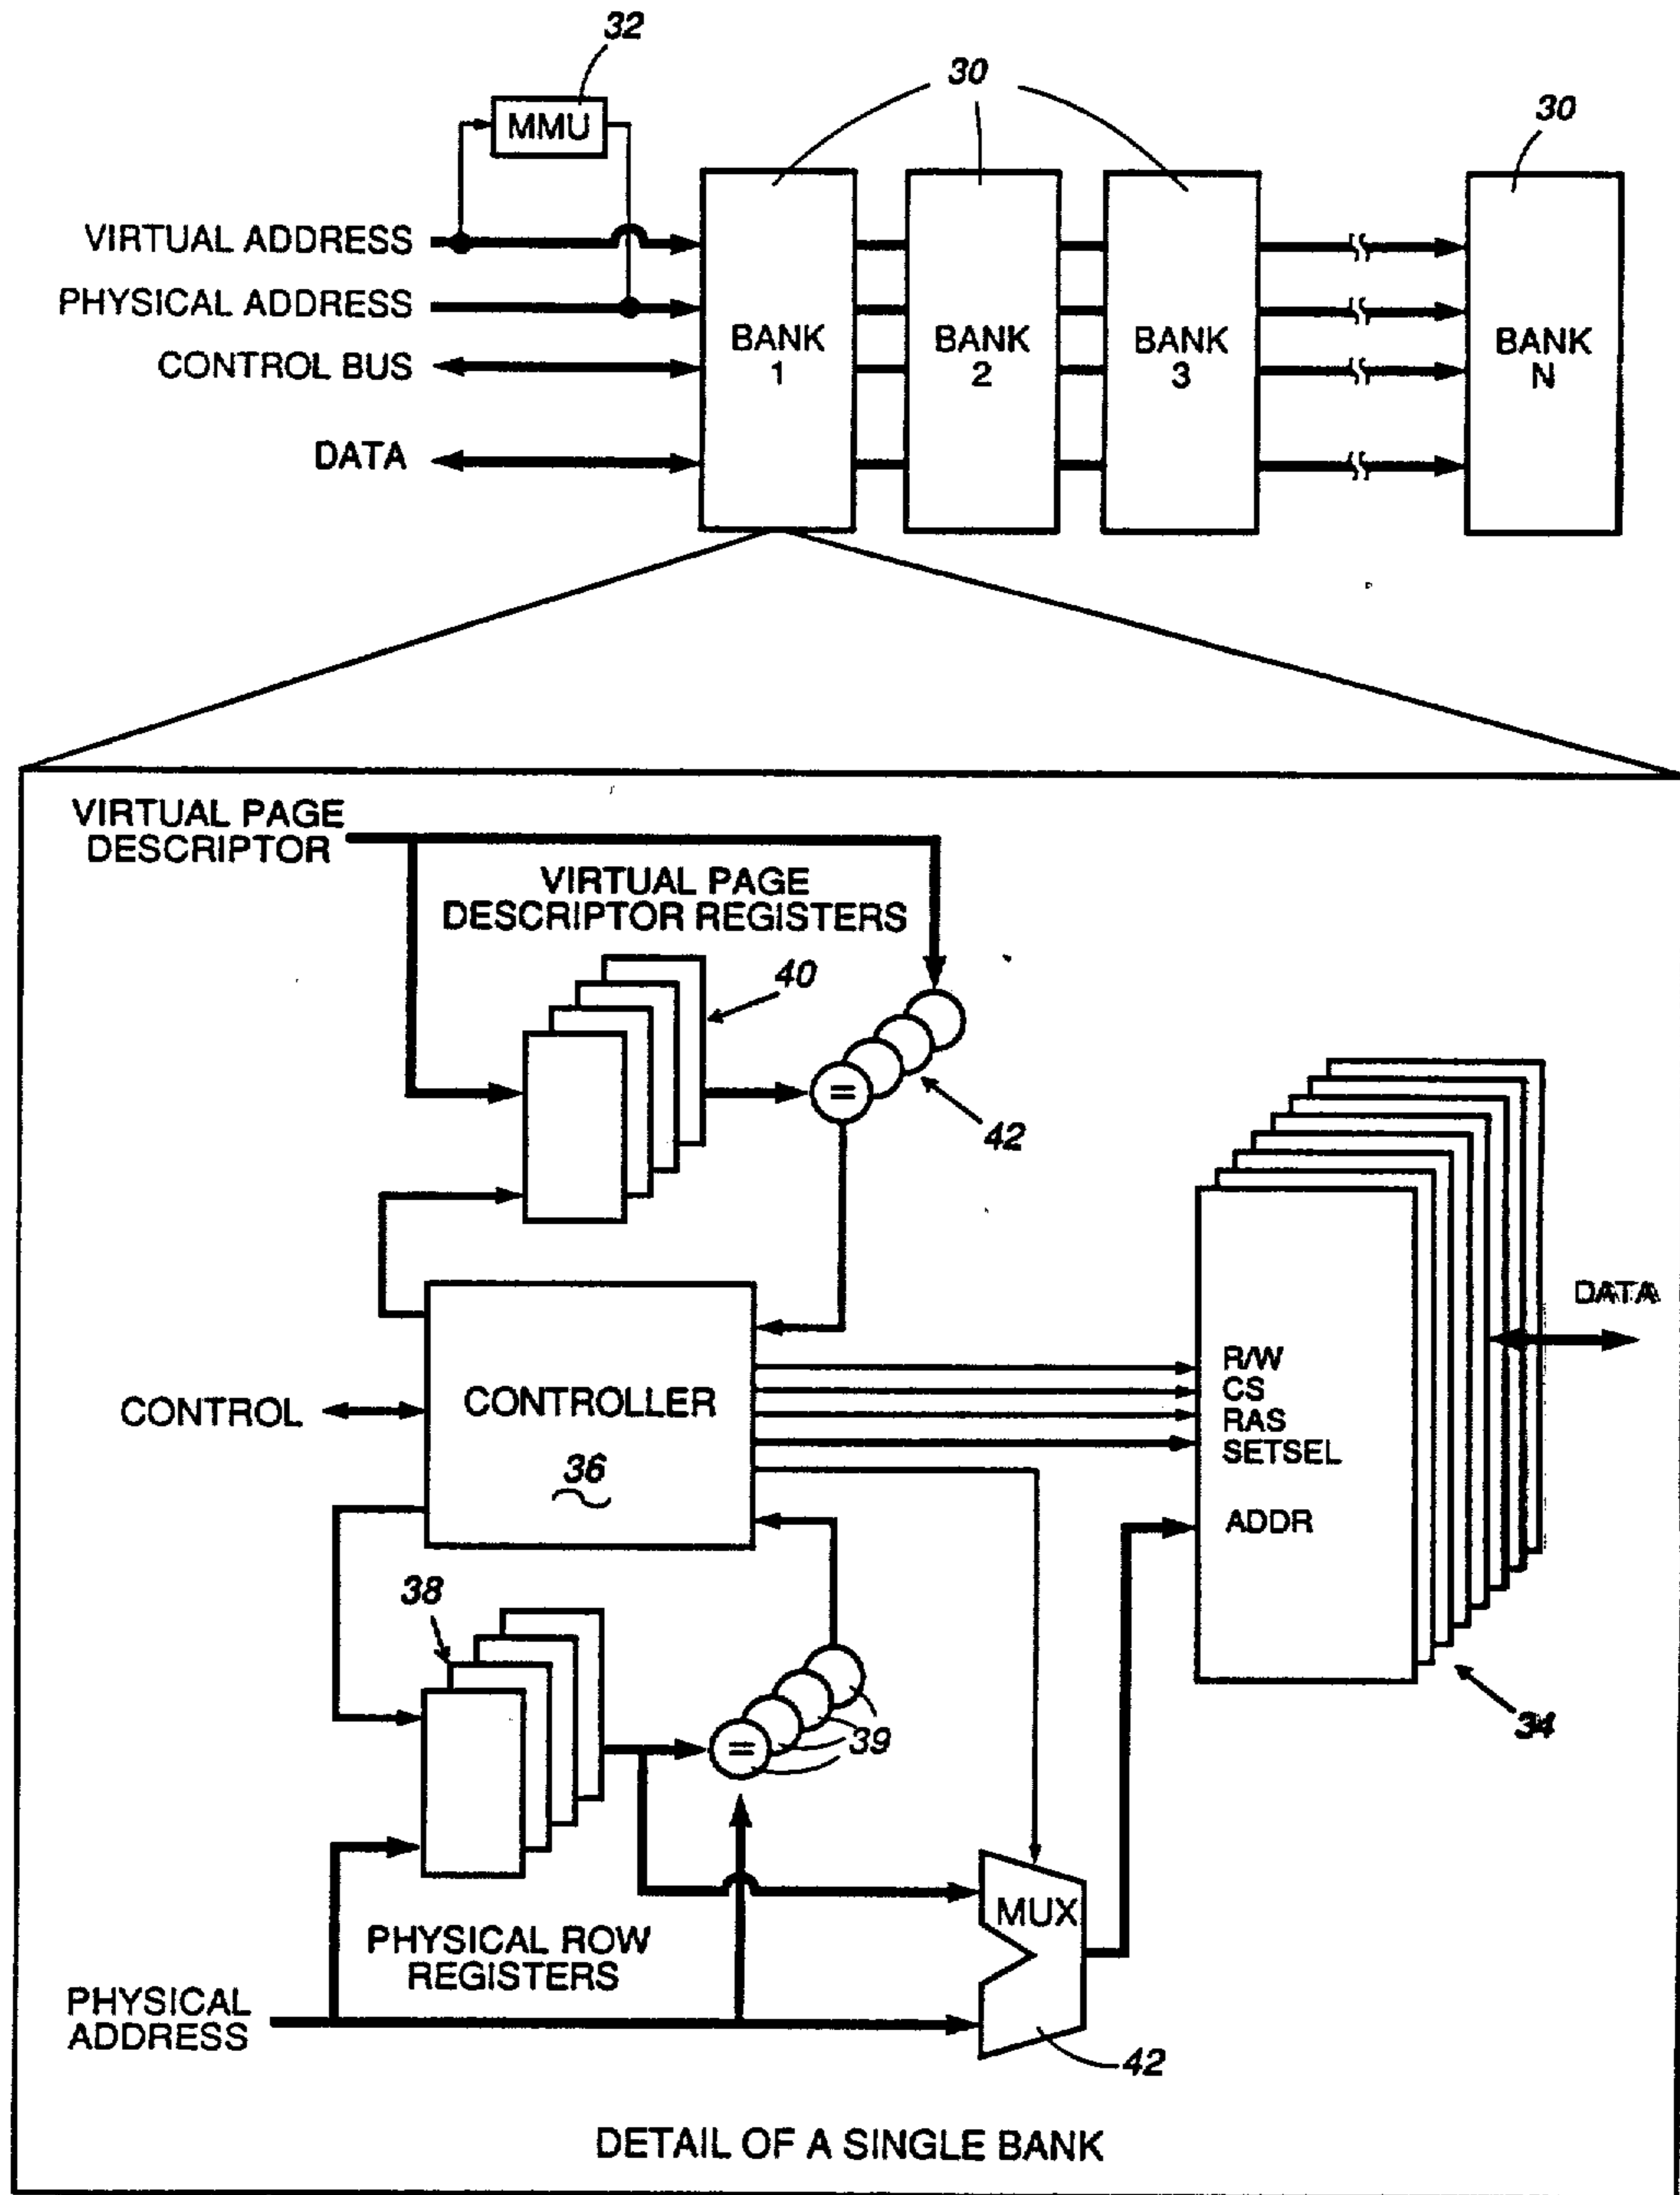 32
30
30
MMU
VIRTUAL ADDRESS
PHYSICAL ADDRESS
CONTROL BUS
DATA
BANK
1
BANK
2
BANK
3
BANK
N
VIRTUAL PAGE
DESCRIPTOR
VIRTUAL PAGE
DESCRIPTOR REGISTERS
40
=
42
DATA
R/W
CS
RAS
SETSEL
ADDR
CONTROL
CONTROLLER
36
38
=
39
34
MUX
PHYSICAL ROW
REGISTERS
PHYSICAL
ADDRESS
42
DETAIL OF A SINGLE BANK